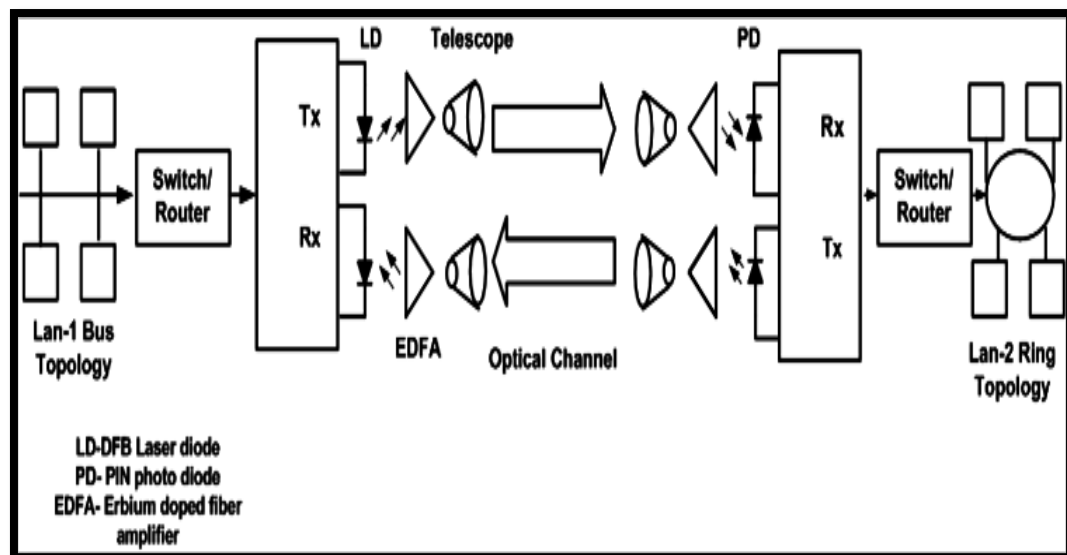 LD
Telescope
PD
Tx
Rx
Switch/
Router
Switch/
Router
Rx
Tx
Lan-1 Bus
Topology
EDFA
Optical Channel
Lan-2 Ring
Topology
LD-DFB Laser diode
PD- PIN photo diode
EDFA- Erbium doped fiber
amplifier